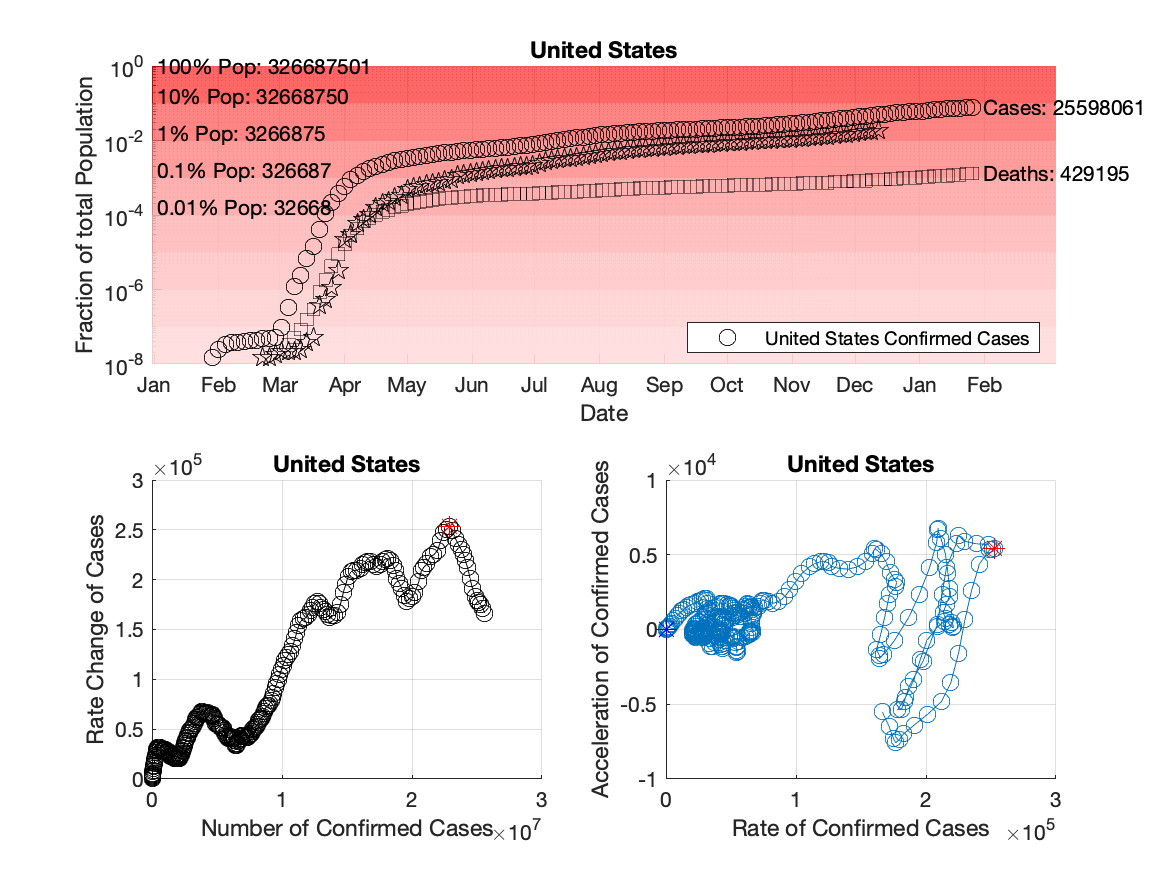 United States
10^0
100% Pop: 326687501
10% Pop: 32668750
Cases: 25598061
10^-2
1% Pop: 3266875
0.1% Pop: 326687
Deaths: 429195
10^-4
0.01% Pop: 32668
10^-6
10^-8
Fraction of total Population
United States Confirmed Cases
Jan Feb Mar Apr May Jun Jul Aug Sep Oct Nov Dec Jan Feb
Date
United States
×10^5
3
2.5
2
1.5
1
0.5
0
Rate Change of Cases
0 1 2 3
Number of Confirmed Cases ×10^7
United States
×10^4
1
0.5
0
-0.5
-1
Acceleration of Confirmed Cases
0 1 2 3
Rate of Confirmed Cases ×10^5